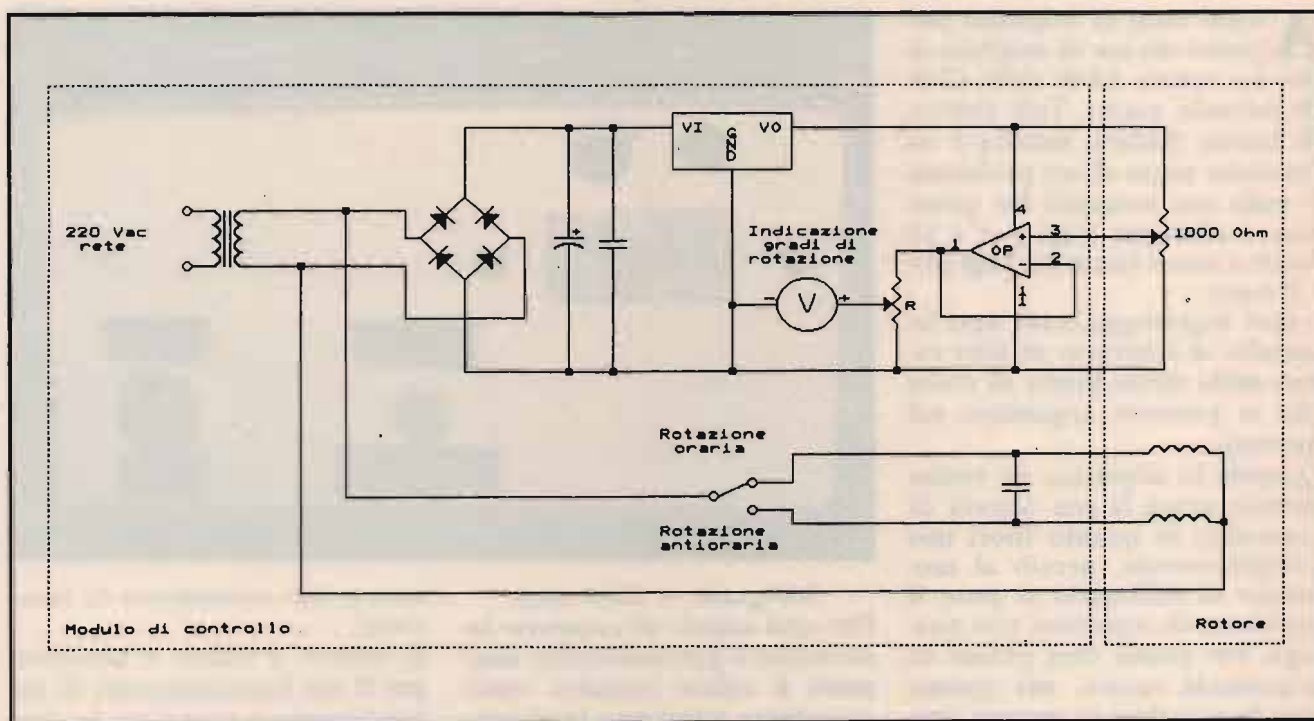 VI
VO
GND
4
220 Vac
rete
Indicazione
gradi di
rotazione
1
+
3
OP
-
2
1000 Ohm
-
V
+
R
11
+
Rotazione
oraria
Rotazione
antioraria
Modulo di controllo
Rotore